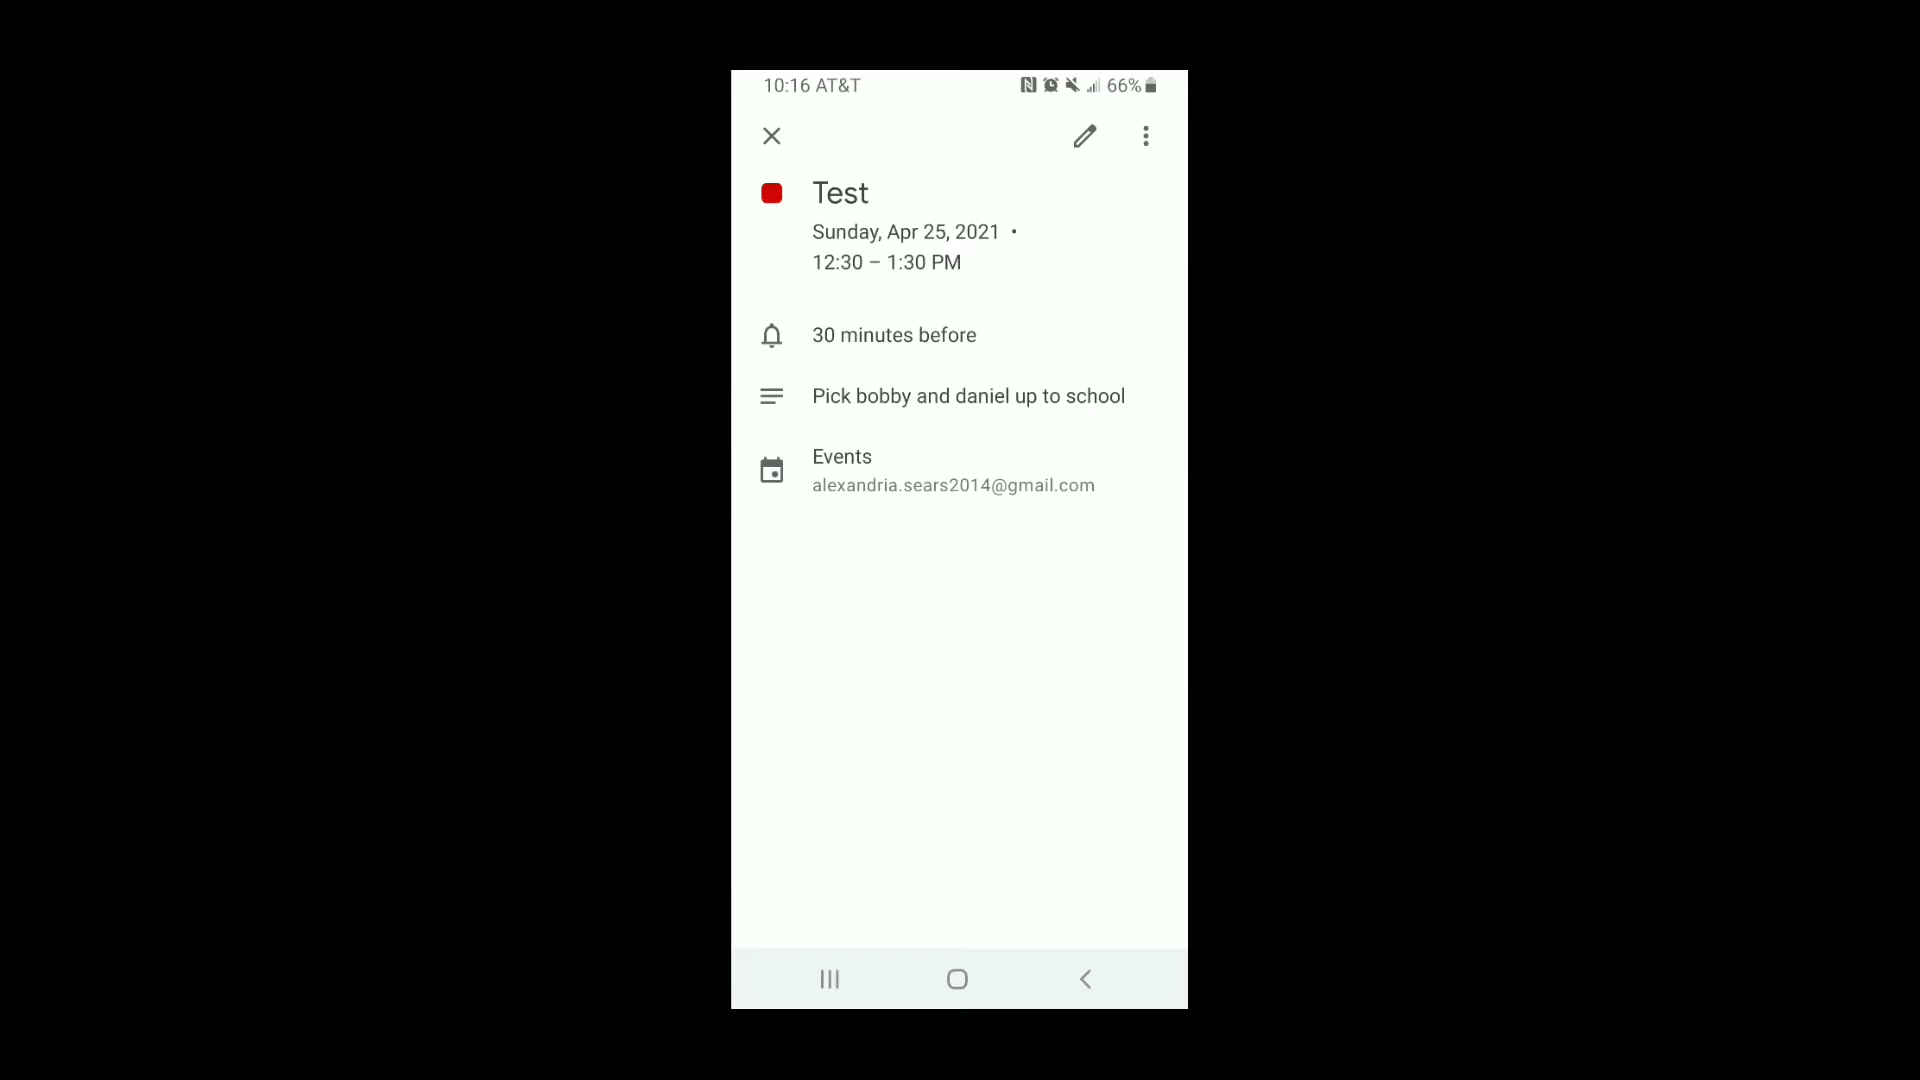 10:16 AT&T 66%
Test
Sunday, Apr 25, 2021 •
12:30 – 1:30 PM
30 minutes before
Pick bobby and daniel up to school
Events
alexandria.sears2014@gmail.com